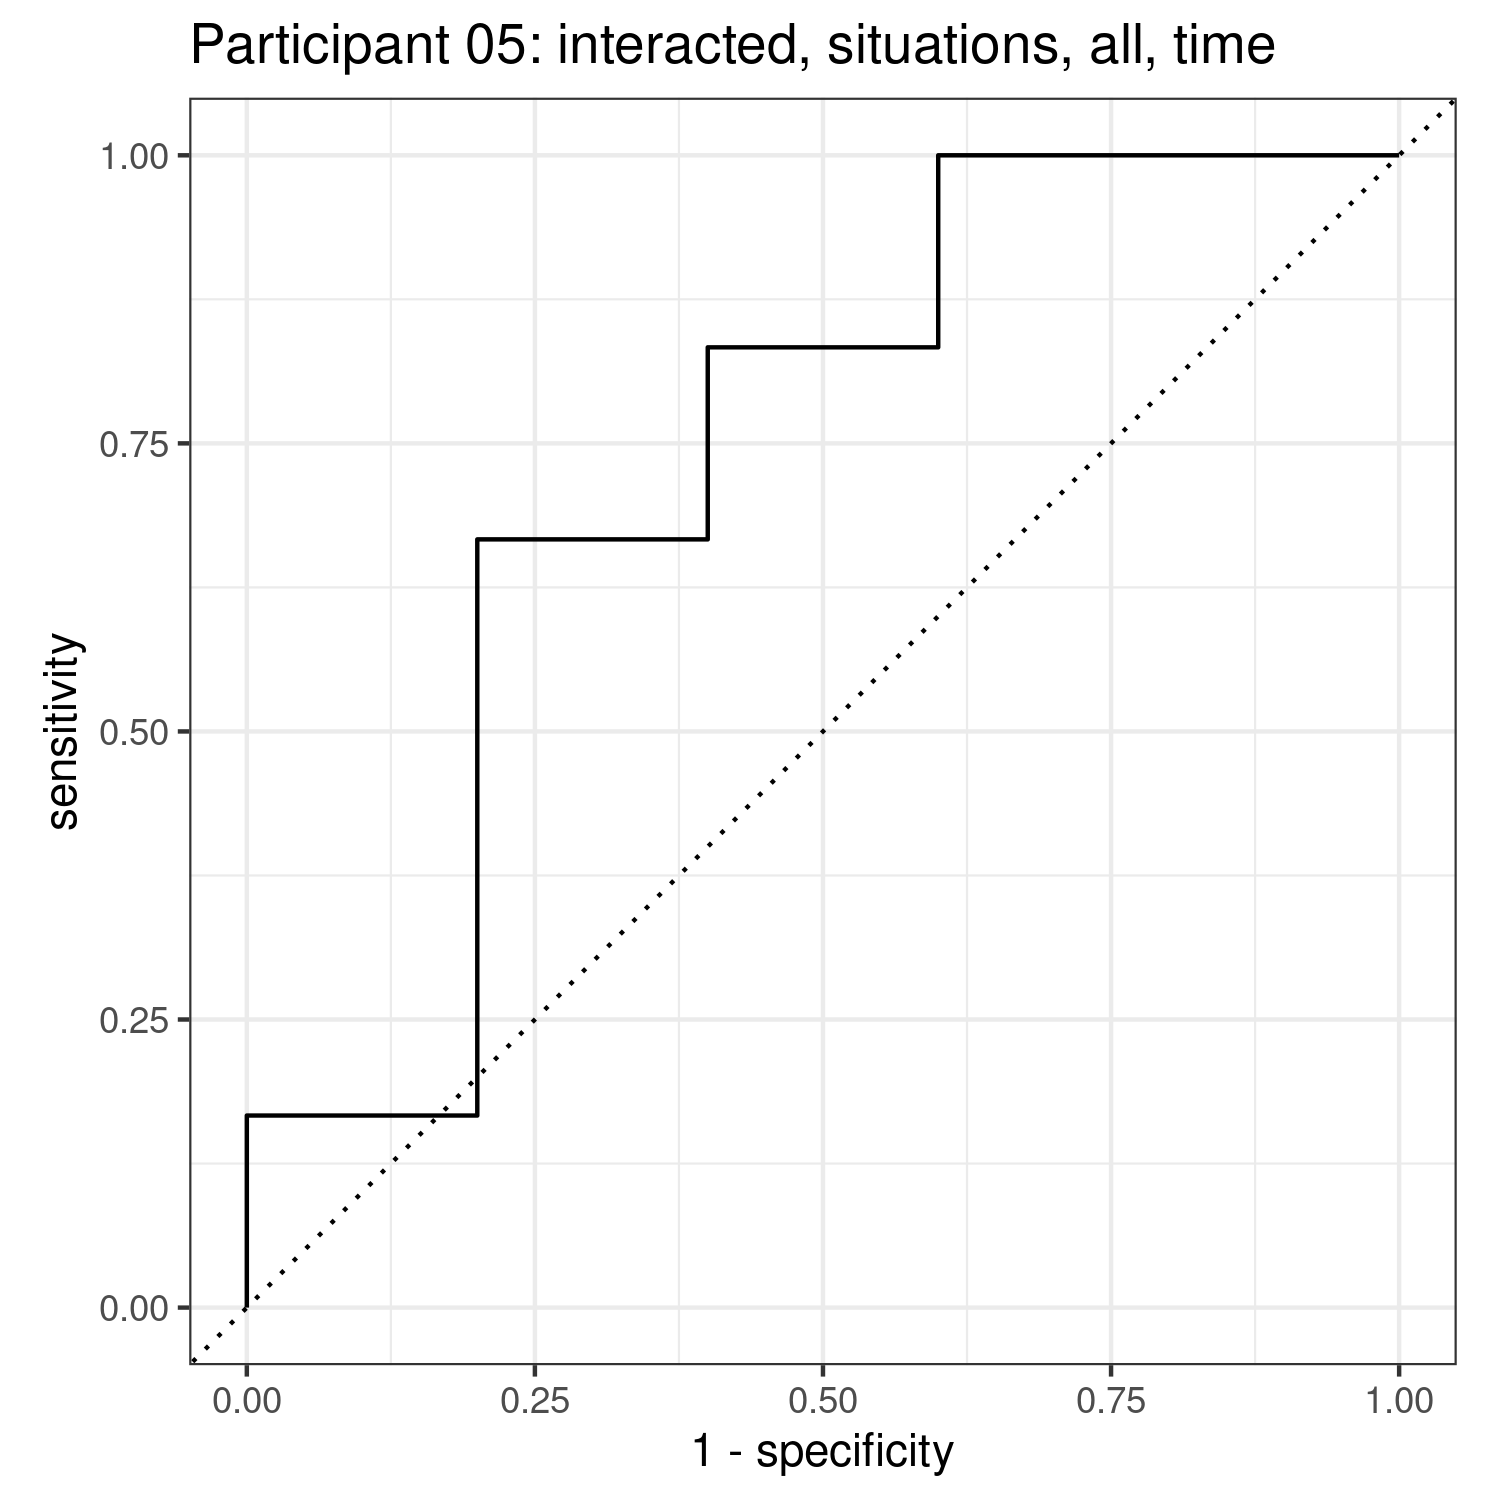 Participant 05: interacted, situations, all, time
1.00
0.75
0.50
0.25
0.00
sensitivity
0.00 0.25 0.50 0.75 1.00
1 - specificity